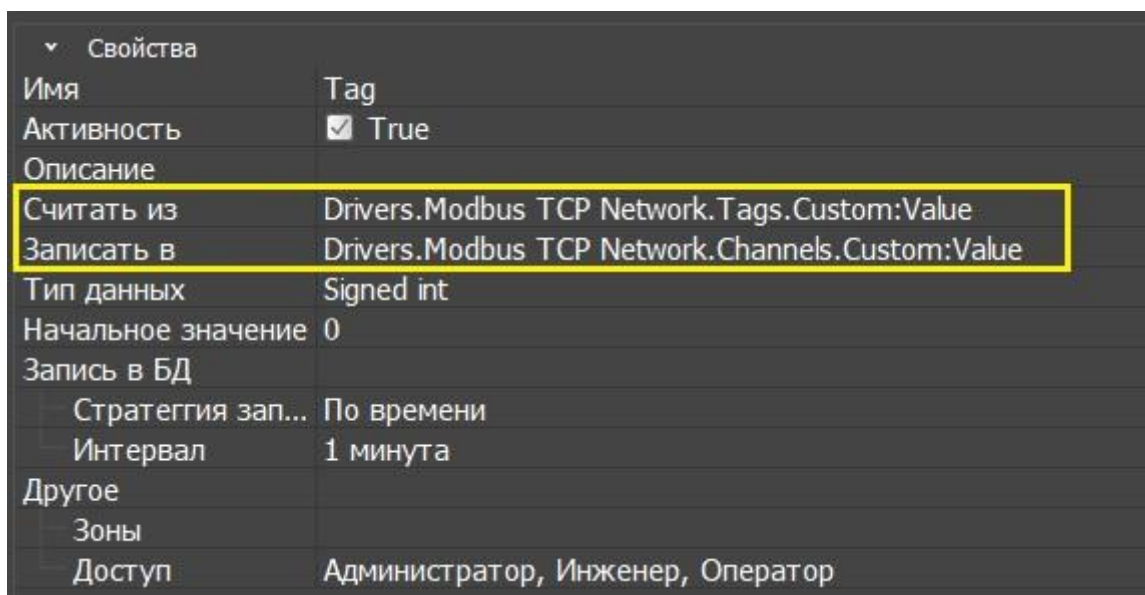 Свойства
Имя Tag
Активность True
Описание
Считать из Drivers.Modbus TCP Network.Tags.Custom:Value
Записать в Drivers.Modbus TCP Network.Channels.Custom:Value
Тип данных Signed int
Начальное значение 0
Запись в БД
Стратеггия зап... По времени
Интервал 1 минута
Другое
Зоны
Доступ Администратор, Инженер, Оператор